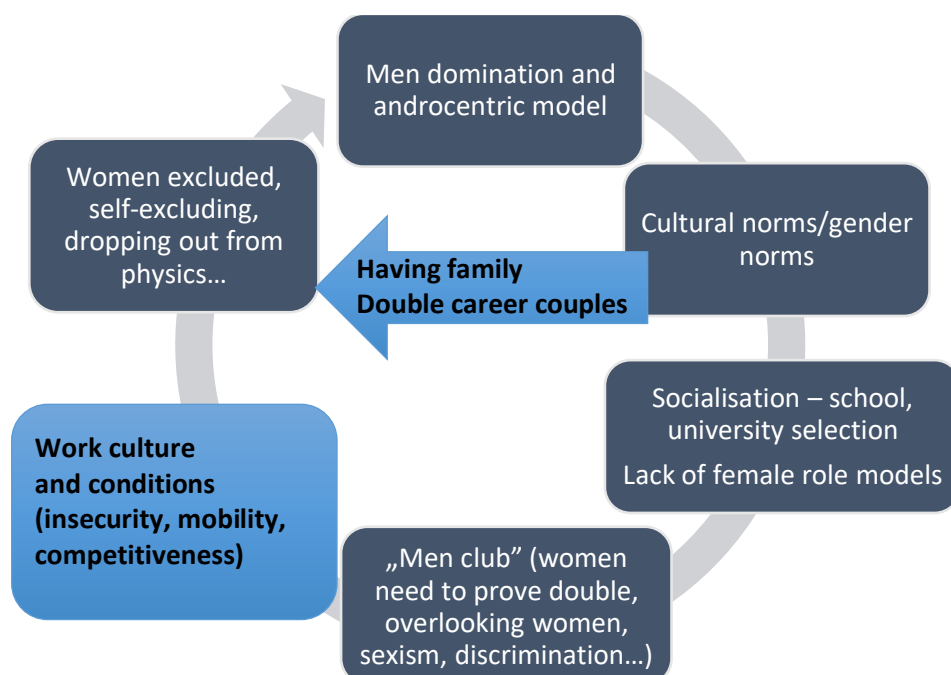 Men domination and
androcentric model
Cultural norms/gender
norms
Socialisation – school,
university selection
Lack of female role models
„Men club” (women
need to prove double,
overlooking women,
sexism, discrimination…)
Work culture
and conditions
(insecurity, mobility,
competitiveness)
Women excluded,
self-excluding,
dropping out from
physics…
Having family
Double career couples